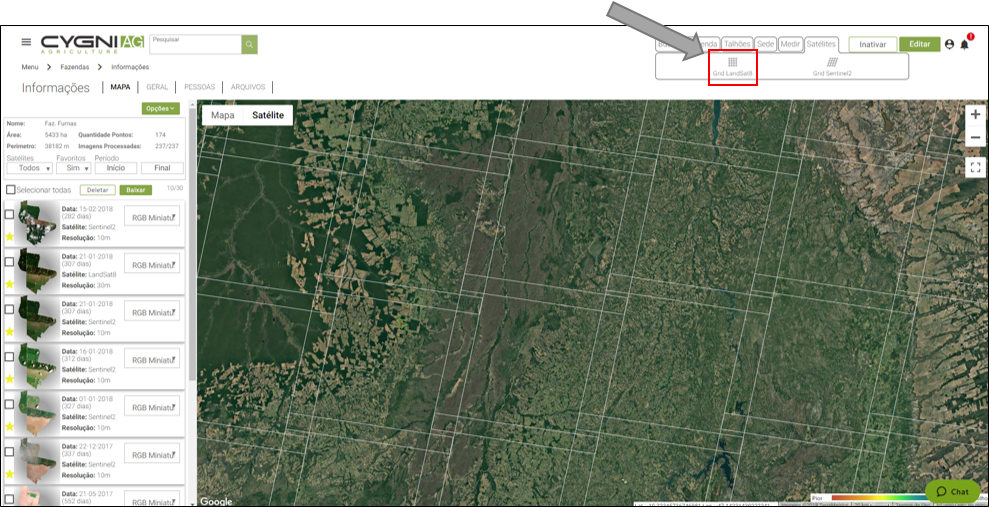 CYGNI AG
AGRICULTURE
Pesquisar
Talhões
Sede
Medir
Satélites
Inativar
Editar
Grid LandSat8
Grid Sentinel2
Menu > Fazendas > Informações
Informações
MAPA
GERAL
PESSOAS
ARQUIVOS
Opções
Nome: Faz. Furnas
Área: 5433 ha Quantidade Pontos: 174
Perímetro: 38182 m Imagens Processadas: 237/237
Satélites Favoritos Período
Todos Sim Início Final
Selecionar todas Deletar Baixar 10/30
Data: 15-02-2018
(282 dias)
Satélite: Sentinel2
Resolução: 10m
RGB Miniatu
Data: 21-01-2018
(307 dias)
Satélite: LandSat8
Resolução: 30m
RGB Miniatu
Data: 21-01-2018
(307 dias)
Satélite: Sentinel2
Resolução: 10m
RGB Miniatu
Data: 16-01-2018
(312 dias)
Satélite: Sentinel2
Resolução: 10m
RGB Miniatu
Data: 01-01-2018
(327 dias)
Satélite: Sentinel2
Resolução: 10m
RGB Miniatu
Data: 22-12-2017
(337 dias)
Satélite: Sentinel2
Resolução: 10m
RGB Miniatu
Data: 21-05-2017
(552 dias)
RGB Miniatu
Mapa
Satélite
Google
Pior
Chat